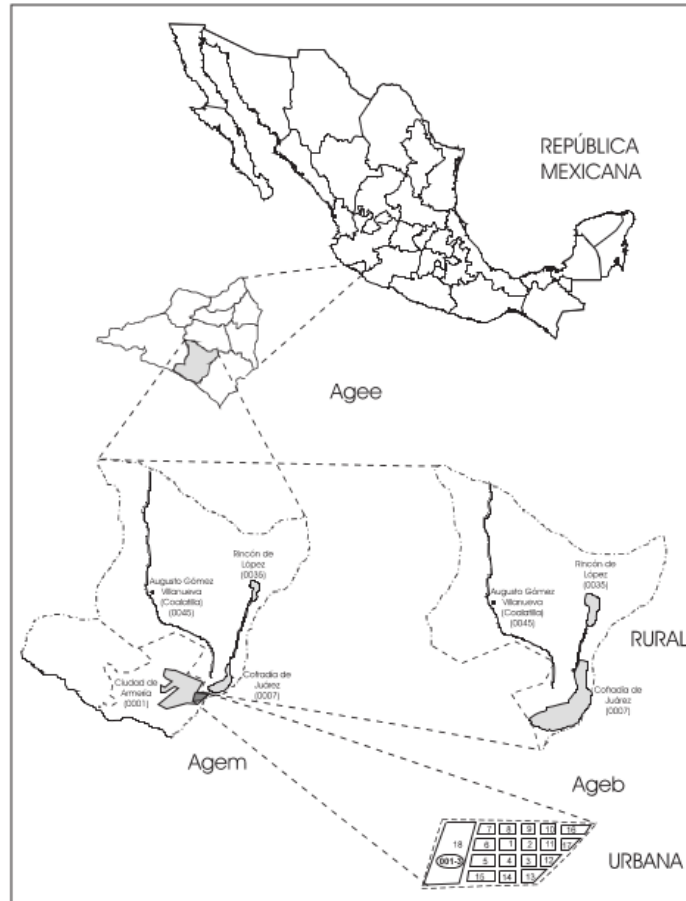 REPÚBLICA
MEXICANA
Agee
Rincón de
López
(0035)
Augusto Gómez
Villanueva
(Coalatilla)
(0045)
Ciudad de
Armería
(0001)
Cofradía de
Juárez
(0007)
Agem
Rincón de
López
(0035)
Augusto Gómez
Villanueva
(Coalatilla)
(0045)
RURAL
Cofradía de
Juárez
(0007)
Ageb
7 8 9 10 16
18 6 1 2 11 17
001-3 5 4 3 12
15 14 13
URBANA